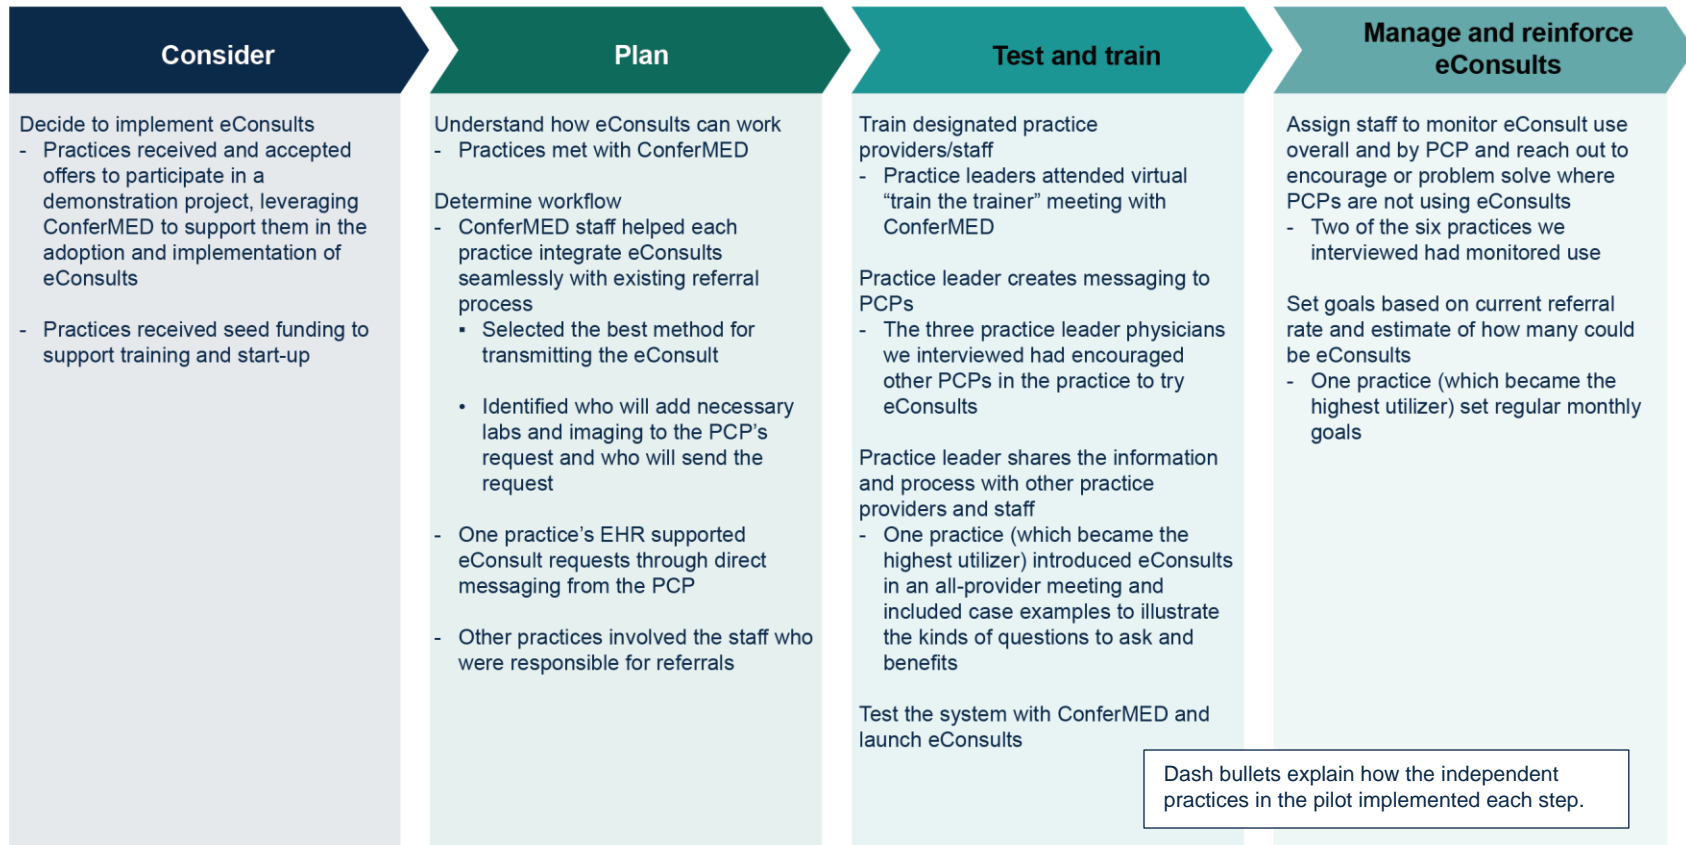 Consider
Decide to implement eConsults
- Practices received and accepted
offers to participate in a
demonstration project, leveraging
ConferMED to support them in the
adoption and implementation of
eConsults
- Practices received seed funding to
support training and start-up
Plan
Understand how eConsults can work
- Practices met with ConferMED
Determine workflow
- ConferMED staff helped each
practice integrate eConsults
seamlessly with existing referral
process
▪ Selected the best method for
transmitting the eConsult
• Identified who will add necessary
labs and imaging to the PCP’s
request and who will send the
request
- One practice’s EHR supported
eConsult requests through direct
messaging from the PCP
- Other practices involved the staff who
were responsible for referrals
Test and train
Train designated practice
providers/staff
- Practice leaders attended virtual
“train the trainer” meeting with
ConferMED
Practice leader creates messaging to
PCPs
- The three practice leader physicians
we interviewed had encouraged
other PCPs in the practice to try
eConsults
Practice leader shares the information
and process with other practice
providers and staff
- One practice (which became the
highest utilizer) introduced eConsults
in an all-provider meeting and
included case examples to illustrate
the kinds of questions to ask and
benefits
Test the system with ConferMED and
launch eConsults
Manage and reinforce
eConsults
Assign staff to monitor eConsult use
overall and by PCP and reach out to
encourage or problem solve where
PCPs are not using eConsults
- Two of the six practices we
interviewed had monitored use
Set goals based on current referral
rate and estimate of how many could
be eConsults
- One practice (which became the
highest utilizer) set regular monthly
goals
Dash bullets explain how the independent
practices in the pilot implemented each step.